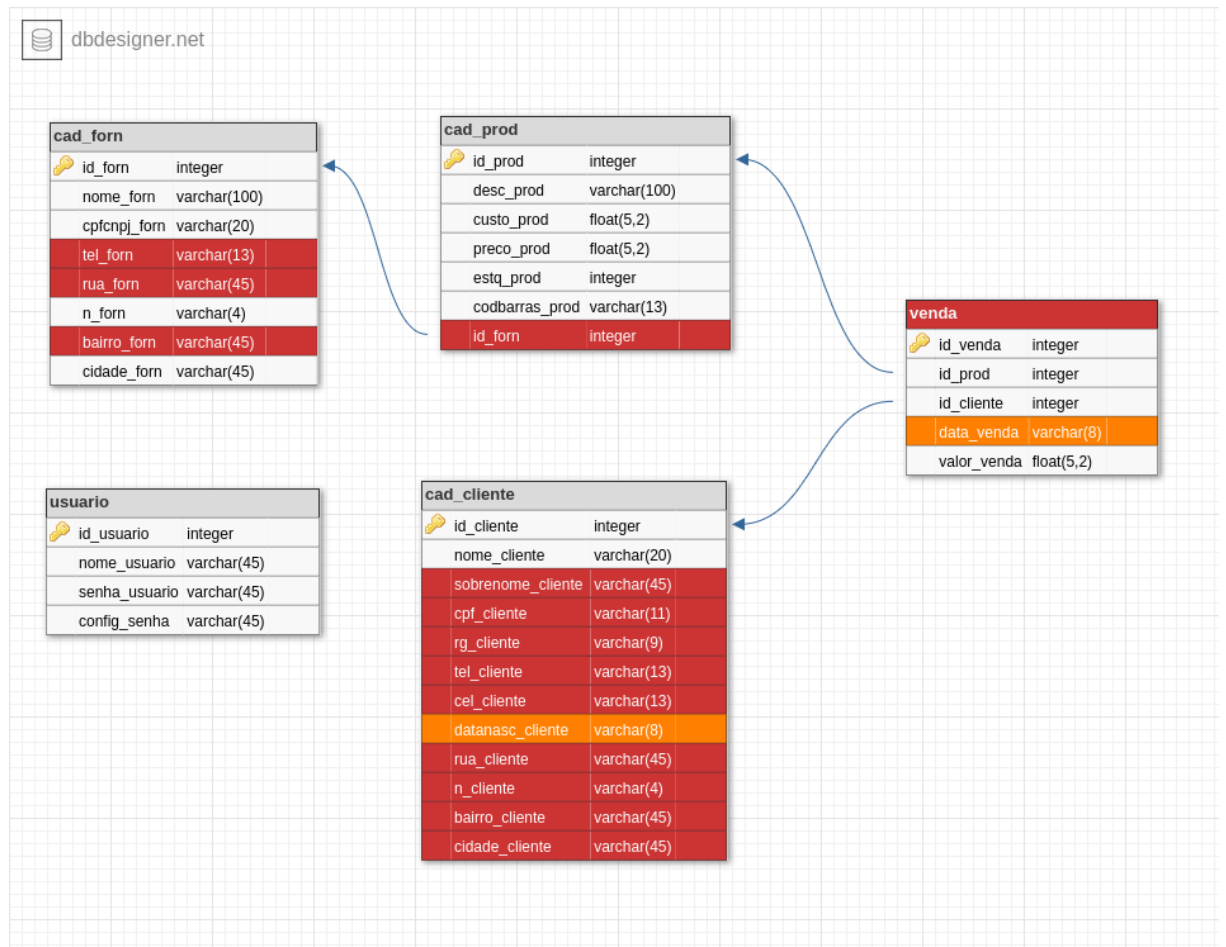 dbdesigner.net
cad_forn
id_forn integer
nome_forn varchar(100)
cpfcnpj_forn varchar(20)
tel_forn varchar(13)
rua_forn varchar(45)
n_forn varchar(4)
bairro_forn varchar(45)
cidade_forn varchar(45)
cad_prod
id_prod integer
desc_prod varchar(100)
custo_prod float(5,2)
preco_prod float(5,2)
estq_prod integer
codbarras_prod varchar(13)
id_forn integer
venda
id_venda integer
id_prod integer
id_cliente integer
data_venda varchar(8)
valor_venda float(5,2)
usuario
id_usuario integer
nome_usuario varchar(45)
senha_usuario varchar(45)
config_senha varchar(45)
cad_cliente
id_cliente integer
nome_cliente varchar(20)
sobrenome_cliente varchar(45)
cpf_cliente varchar(11)
rg_cliente varchar(9)
tel_cliente varchar(13)
cel_cliente varchar(13)
datanasc_cliente varchar(8)
rua_cliente varchar(45)
n_cliente varchar(4)
bairro_cliente varchar(45)
cidade_cliente varchar(45)